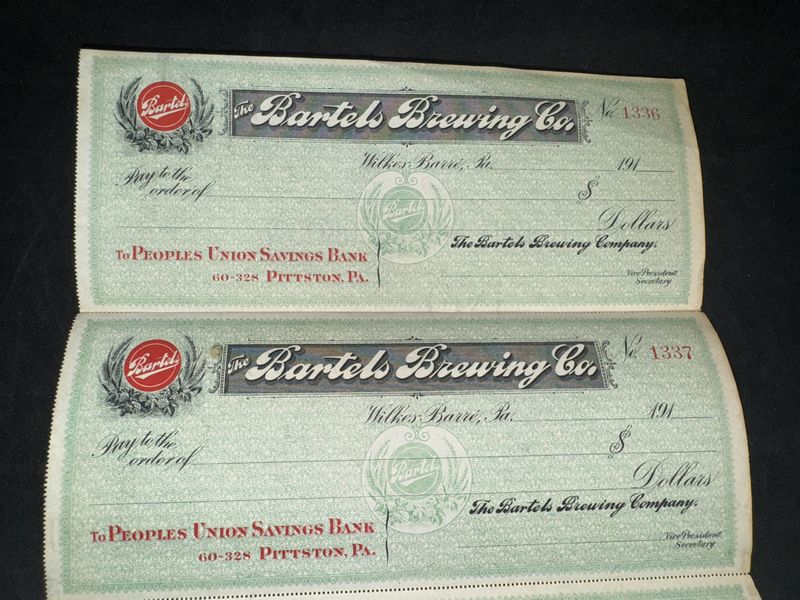 Bartels
The Bartels Brewing Co.
No. 1336
Wilkes-Barré, Pa. 191
Pay to the
order of
$
Bartels
Dollars
To Peoples Union Savings Bank
The Bartels Brewing Company.
60-328 Pittston, Pa.
Vice President.
Secretary.
Bartels
The Bartels Brewing Co.
No. 1337
Wilkes-Barré, Pa. 191
Pay to the
order of
$
Bartels
Dollars
The Bartels Brewing Company.
To Peoples Union Savings Bank
60-328 Pittston, Pa.
Vice President.
Secretary.